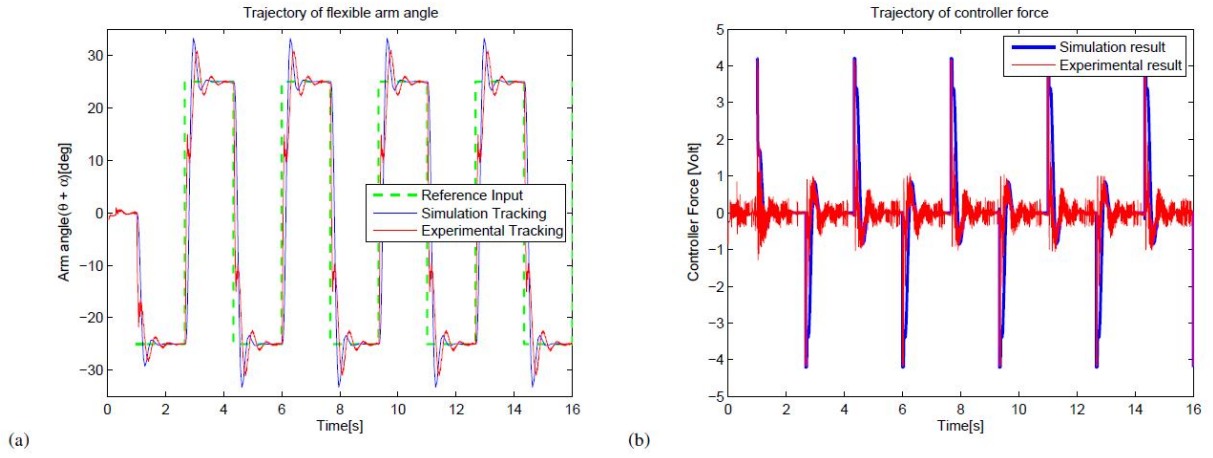 Trajectory of flexible arm angle
30
20
10
0
−10
−20
−30
Arm angle(θ + α)[deg]
Reference Input
Simulation Tracking
Experimental Tracking
0 2 4 6 8 10 12 14 16
Time[s]
(a)
Trajectory of controller force
5
4
3
2
1
0
−1
−2
−3
−4
−5
Controller Force [Volt]
Simulation result
Experimental result
0 2 4 6 8 10 12 14 16
Time[s]
(b)